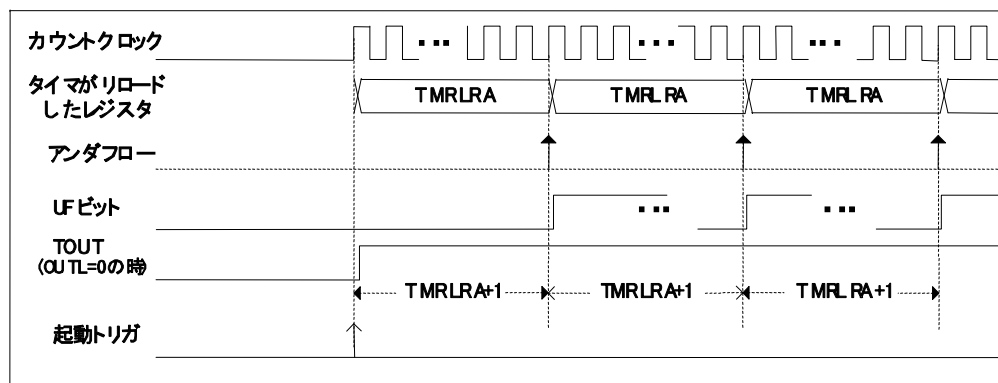 カウントクロック
タイマがリロード
したレジスタ
TMRLRA TMRLRA TMRLRA
アンダフロー
UFビット
TOUT
(OUTL=0の時)
TMRLRA+1 TMRLRA+1 TMRLRA+1
起動トリガ